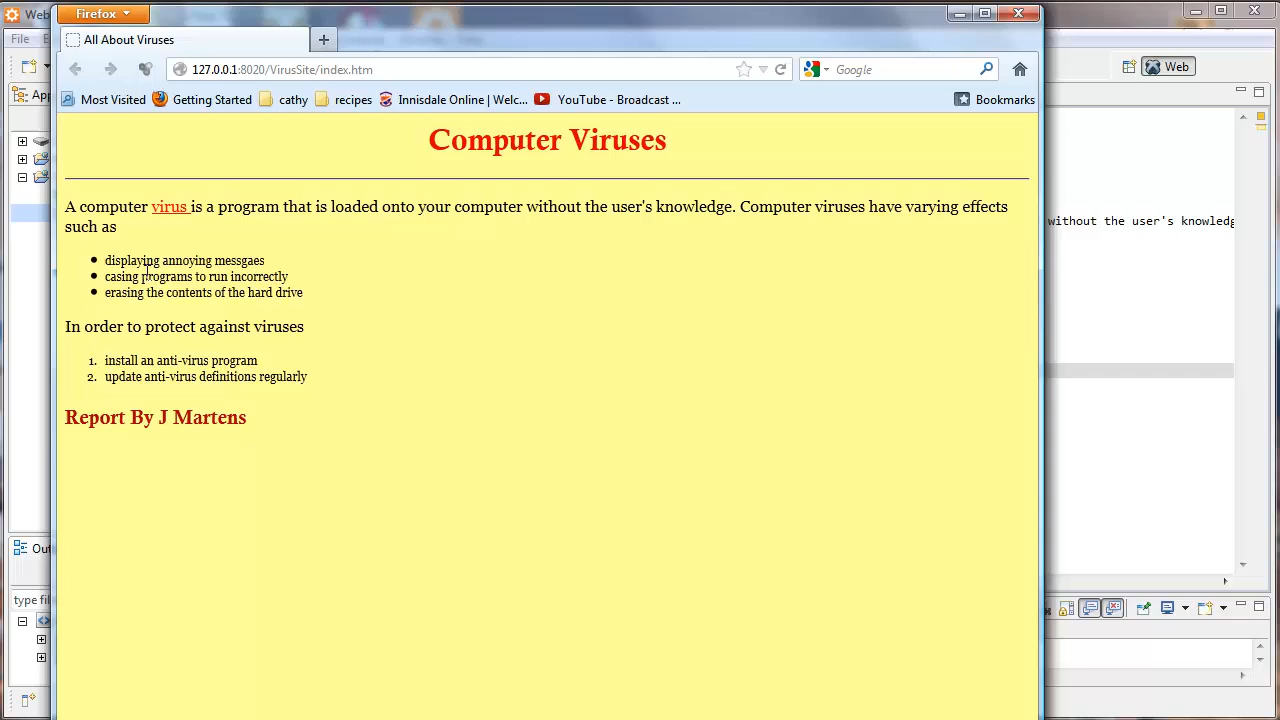 Web
Firefox
File
All About Viruses
127.0.0.1:8020/VirusSite/index.htm
Google
Web
Most Visited Getting Started cathy recipes Innisdale Online | Welc... YouTube - Broadcast ... Bookmarks
Computer Viruses
A computer virus is a program that is loaded onto your computer without the user's knowledge. Computer viruses have varying effects
such as
without the user's knowledg
displaying annoying messgaes
casing programs to run incorrectly
erasing the contents of the hard drive
In order to protect against viruses
1. install an anti-virus program
2. update anti-virus definitions regularly
Report By J Martens
Out
type fil